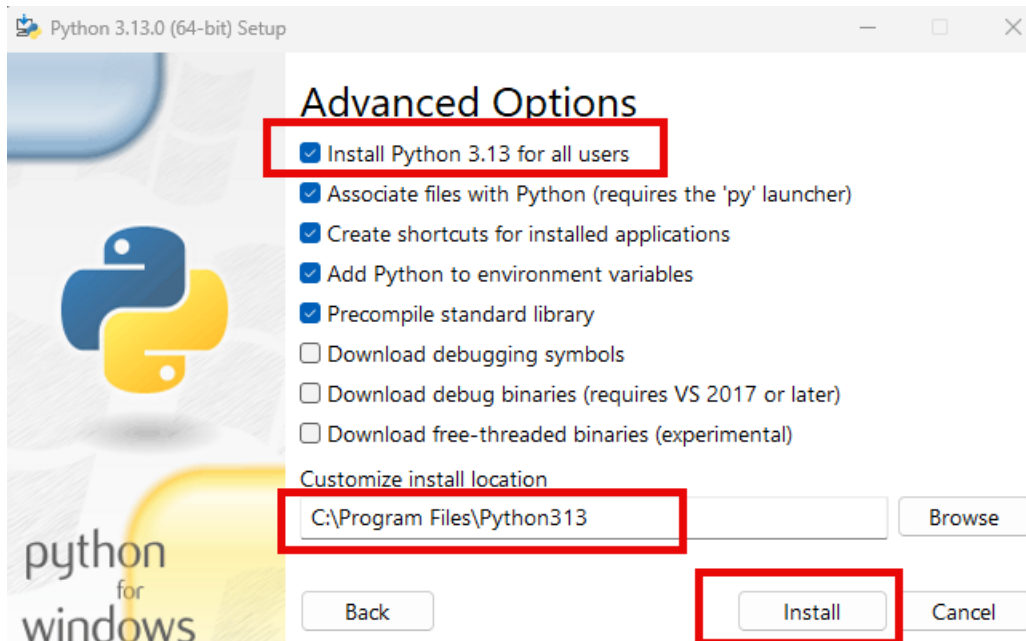 Python 3.13.0 (64-bit) Setup
Advanced Options
Install Python 3.13 for all users
Associate files with Python (requires the 'py' launcher)
Create shortcuts for installed applications
Add Python to environment variables
Precompile standard library
Download debugging symbols
Download debug binaries (requires VS 2017 or later)
Download free-threaded binaries (experimental)
Customize install location
C:\Program Files\Python313
Browse
python
for
windows
Back
Install
Cancel